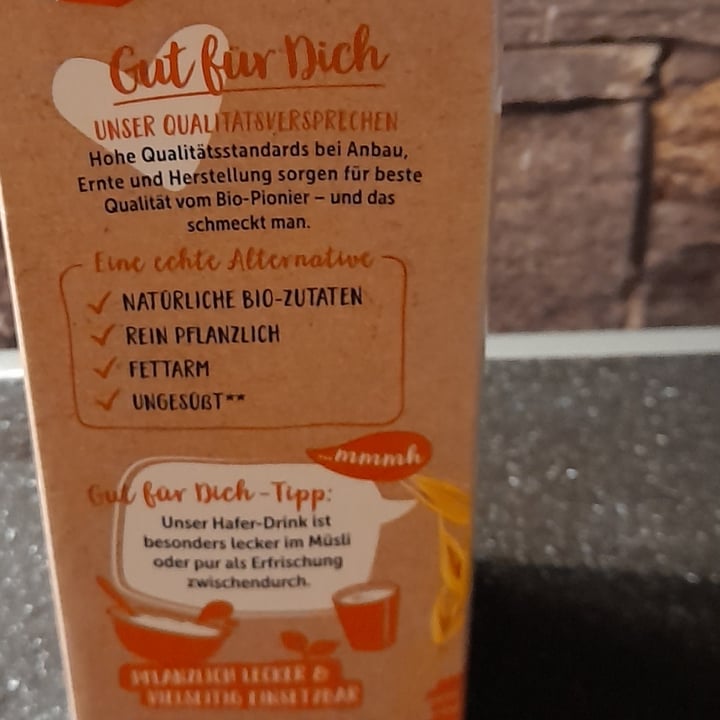 Gut für Dich
UNSER QUALITÄTSVERSPRECHEN
Hohe Qualitätsstandards bei Anbau,
Ernte und Herstellung sorgen für beste
Qualität vom Bio-Pionier – und das
schmeckt man.
Eine echte Alternative
NATÜRLICHE BIO-ZUTATEN
REIN PFLANZLICH
FETTARM
UNGESÜßT**
...mmmh
Gut für Dich-Tipp:
Unser Hafer-Drink ist
besonders lecker im Müsli
oder pur als Erfrischung
zwischendurch.
PFLANZLICH LECKER &
VIELSEITIG EINSETZBAR